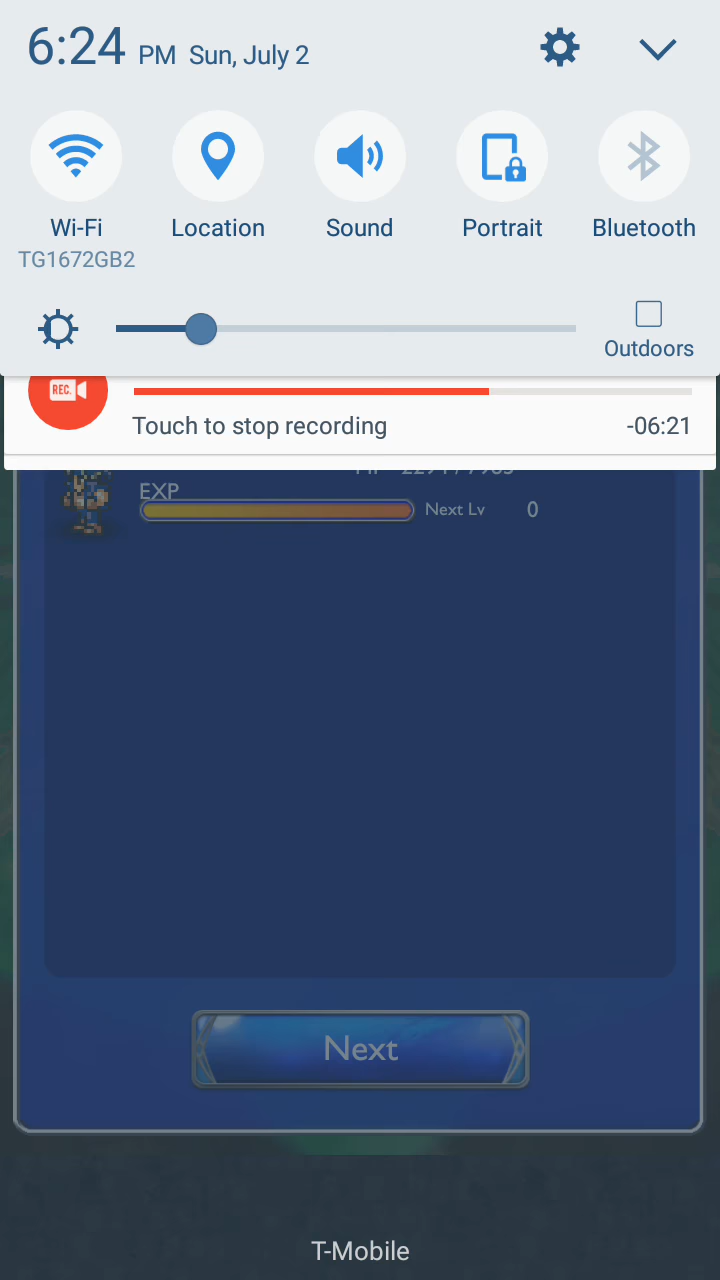 6:24 PM Sun, July 2
Wi-Fi Location Sound Portrait Bluetooth
TG1672GB2
Outdoors
REC.
Touch to stop recording -06:21
EXP
Next Lv 0
Next
T-Mobile